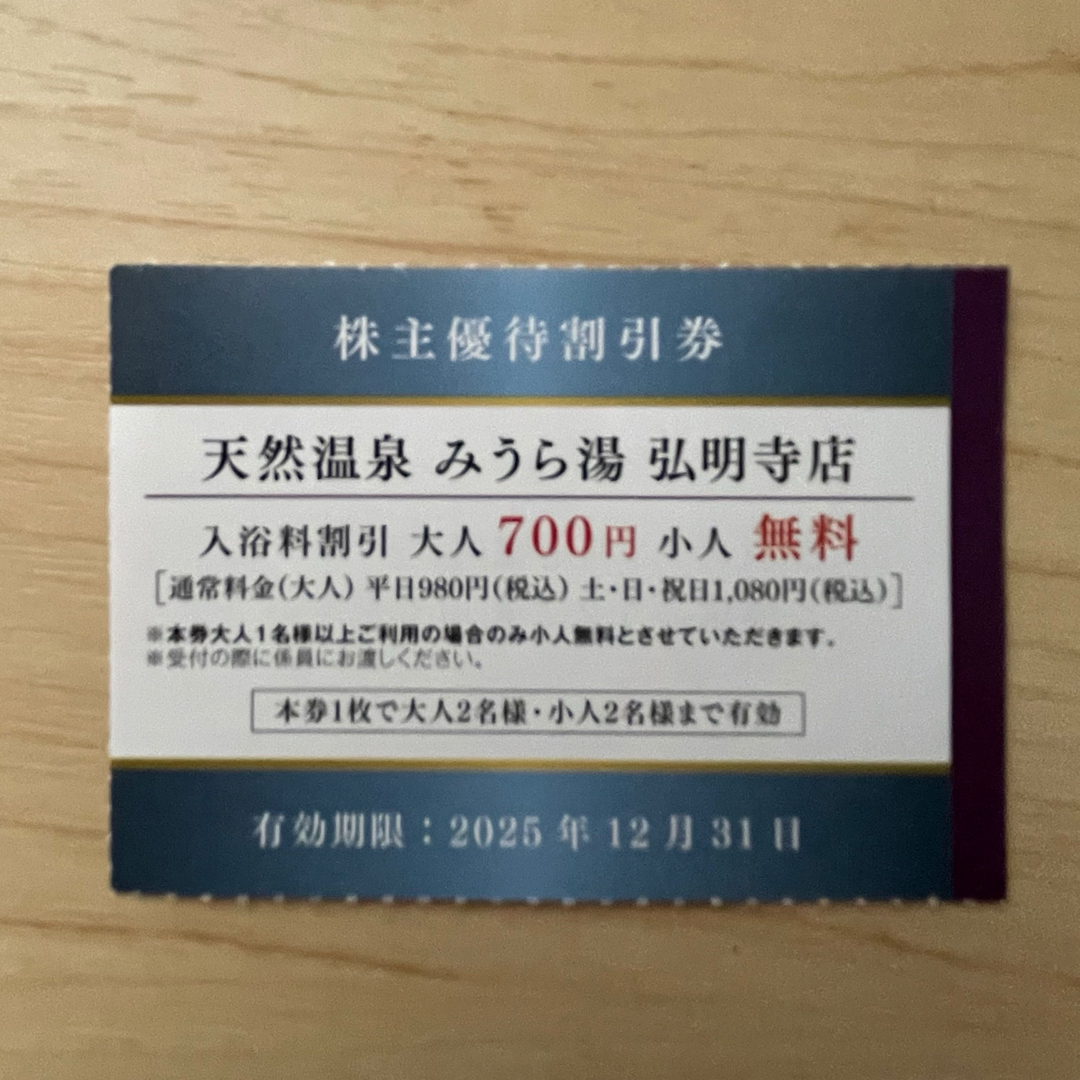 株主優待割引券
天然温泉 みうら湯 弘明寺店
入浴料割引 大人 700円 小人 無料
[通常料金(大人) 平日980円(税込) 土・日・祝日1,080円(税込)]
※本券大人1名様以上ご利用の場合のみ小人無料とさせていただきます。
※受付の際に係員にお渡しください。
本券1枚で大人2名様・小人2名様まで有効
有効期限：2025年12月31日